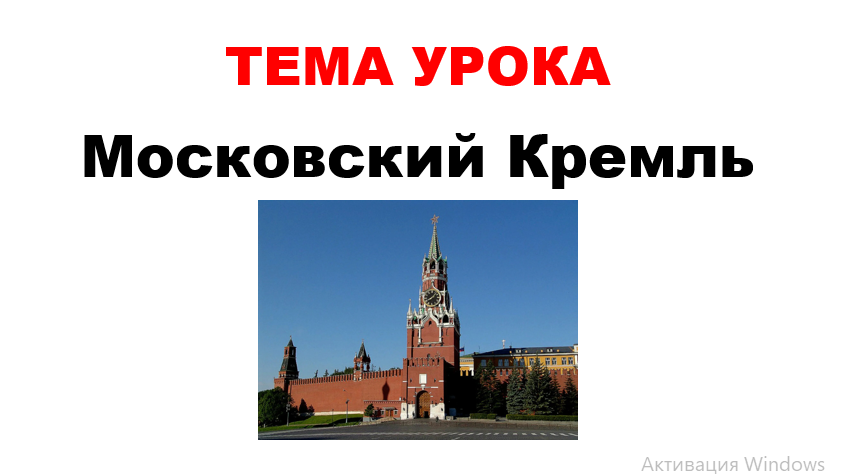 ТЕМА УРОКА
Московский Кремль
Активация Windows